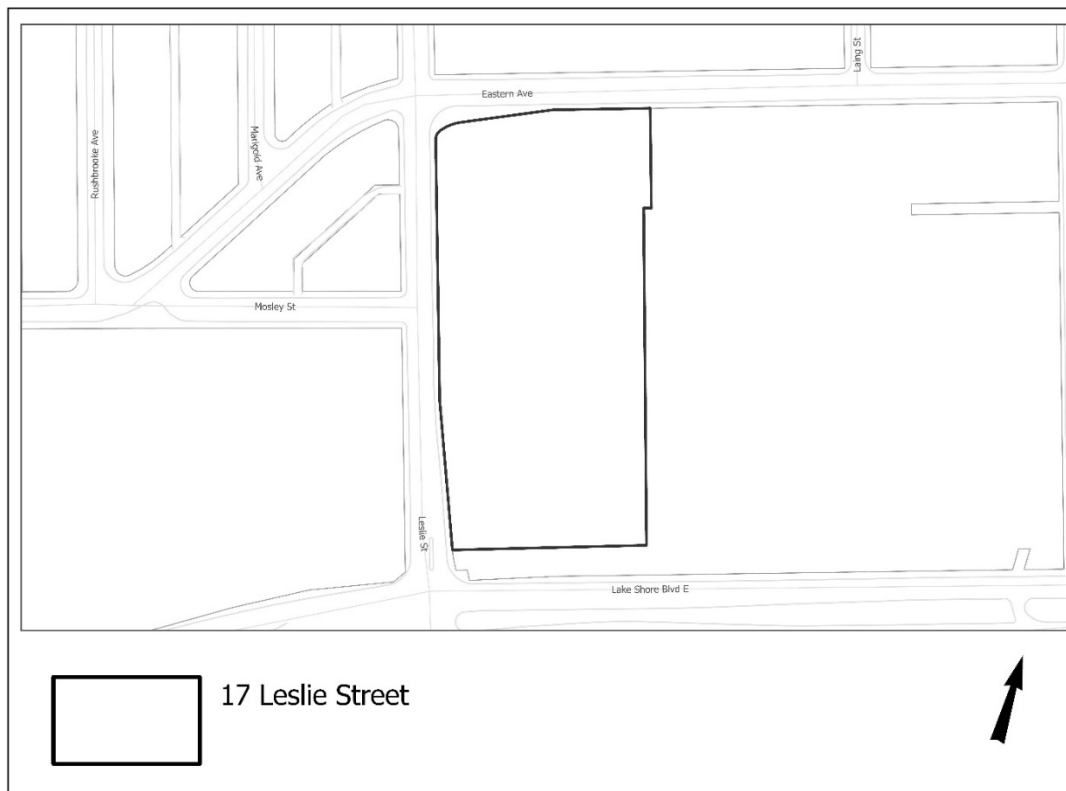 Laing St
Eastern Ave
Marigold Ave
Rushbrooke Ave
Mosley St
Leslie St
Lake Shore Blvd E
17 Leslie Street